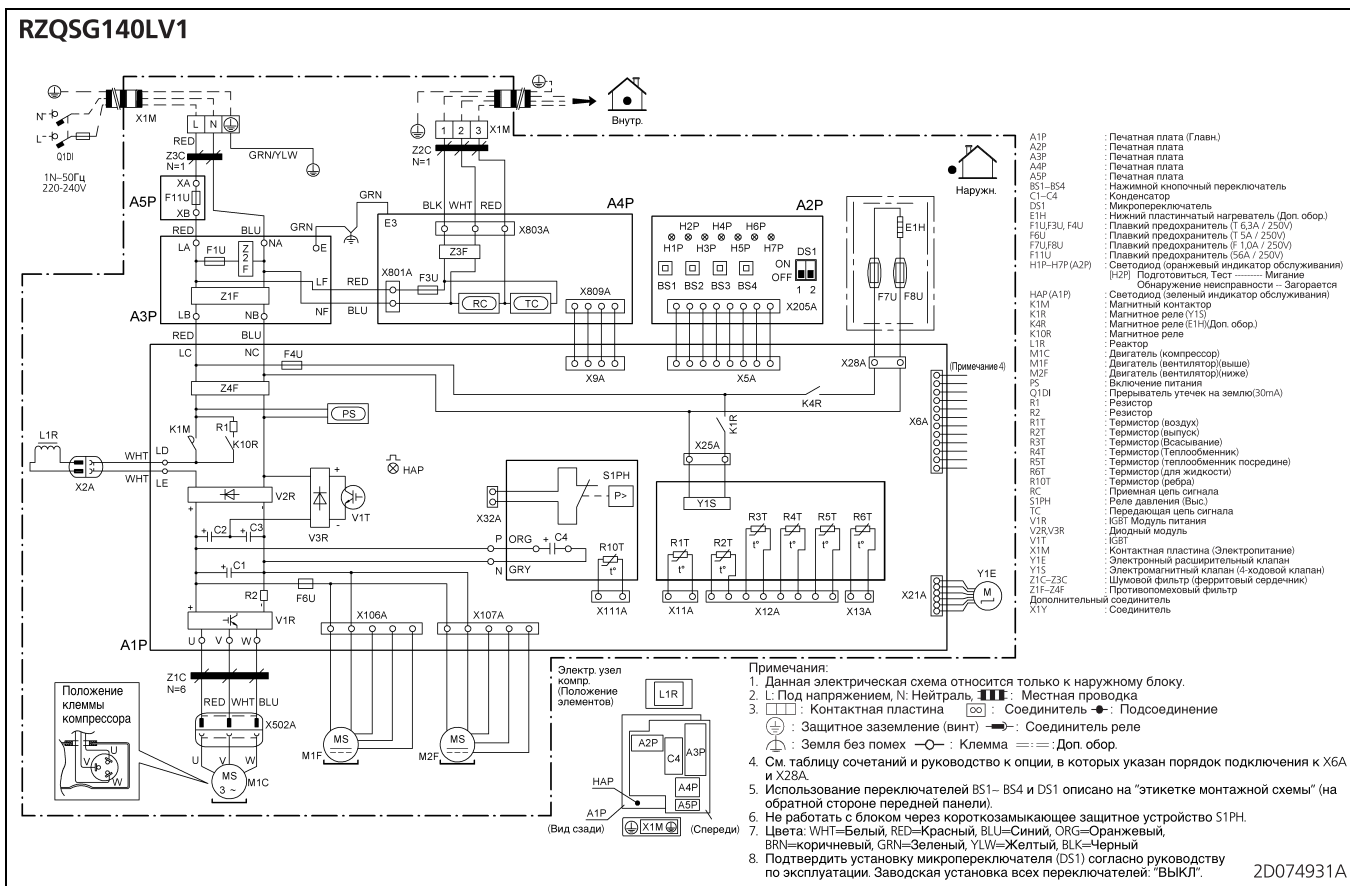 RZQSG140LV1
N
L
Q1DI
1N~50Гц
220-240V
X1M
L N
RED
Z3C
N=1
GRN/YLW
A5P
XA
F11U
XB
RED
BLU
LA
NA
F1U
Z
2
F
E
GRN
GRN
LF
RED
NF
BLU
Z1F
A3P
LB
NB
RED
BLU
1 2 3
X1M
Z2C
N=1
Внутр.
Наружн.
BLK WHT RED
A4P
E3
X803A
Z3F
X801A
F3U
RC
TC
X809A
A2P
H2P H4P H6P
H1P H3P H5P H7P
DS1
ON
OFF
1 2
BS1 BS2 BS3 BS4
X205A
E1H
F7U F8U
LC
NC
F4U
Z4F
X9A
X5A
X28A
(Примечание 4)
X6A
K4R
K1R
PS
R1
K1M
K10R
L1R
WHT
LD
WHT
LE
X2A
HAP
X25A
V2R
V3R
V1T
C2
C3
X32A
S1PH
P>
Y1S
R3T R4T R5T R6T
R1T R2T
t° t° t° t° t° t°
P
ORG
C4
N
GRY
R10T
t°
C1
R2
F6U
V1R
X111A
X11A
X12A
X13A
X21A
Y1E
M
X106A
X107A
A1P
U V W
Z1C
N=6
RED WHT BLU
X502A
U V W
MS
3 ~
M1C
MS
M1F
MS
M2F
Положение
клеммы
компрессора
U
V
W
Электр. узел
компр.
(Положение
элементов)
L1R
A2P
C4
A3P
A4P
A5P
HAP
A1P
(Вид сзади)
X1M
(Спереди)
A1P : Печатная плата (Главн.)
A2P : Печатная плата
A3P : Печатная плата
A4P : Печатная плата
A5P : Печатная плата
BS1~BS4 : Нажимной кнопочный переключатель
C1~C4 : Конденсатор
DS1 : Микропереключатель
E1H : Нижний пластинчатый нагреватель (Доп. обор.)
F1U,F3U, F4U : Плавкий предохранитель (T 6,3A / 250V)
F6U : Плавкий предохранитель (T 5A / 250V)
F7U,F8U : Плавкий предохранитель (F 1,0A / 250V)
F11U : Плавкий предохранитель (56A / 250V)
H1P~H7P (A2P) : Светодиод (оранжевый индикатор обслуживания)
[H2P] Подготовиться, Тест --------- Мигание
Обнаружение неисправности -- Загорается
HAP (A1P) : Светодиод (зеленый индикатор обслуживания)
K1M : Магнитный контактор
K1R : Магнитное реле (Y1S)
K4R : Магнитное реле (E1H)(Доп. обор.)
K10R : Магнитное реле
L1R : Реактор
M1C : Двигатель (компрессор)
M1F : Двигатель (вентилятор)(выше)
M2F : Двигатель (вентилятор)(ниже)
PS : Включение питания
Q1DI : Прерыватель утечек на землю(30mA)
R1 : Резистор
R2 : Резистор
R1T : Термистор (воздух)
R2T : Термистор (выпуск)
R3T : Термистор (Всасывание)
R4T : Термистор (Теплообменник)
R5T : Термистор (теплообменник посредине)
R6T : Термистор (для жидкости)
R10T : Термистор (ребра)
RC : Приемная цепь сигнала
S1PH : Реле давления (Выс.)
TC : Передающая цепь сигнала
V1R : IGBT Модуль питания
V2R,V3R : Диодный модуль
V1T : IGBT
X1M : Контактная пластина (Электропитание)
Y1E : Электронный расширительный клапан
Y1S : Электромагнитный клапан (4-ходовой клапан)
Z1C~Z3C : Шумовой фильтр (ферритовый сердечник)
Z1F~Z4F : Противопомеховый фильтр
Дополнительный соединитель
X1Y : Соединитель
Примечания:
1. Данная электрическая схема относится только к наружному блоку.
2. L: Под напряжением, N: Нейтраль, : Местная проводка
3. : Контактная пластина : Соединитель : Подсоединение
: Защитное заземление (винт) : Соединитель реле
: Земля без помех : Клемма : Доп. обор.
4. См. таблицу сочетаний и руководство к опции, в которых указан порядок подключения к X6A
и X28A.
5. Использование переключателей BS1~ BS4 и DS1 описано на "этикетке монтажной схемы" (на
обратной стороне передней панели).
6. Не работать с блоком через короткозамыкающее защитное устройство S1PH.
7. Цвета: WHT=Белый, RED=Красный, BLU=Синий, ORG=Оранжевый,
BRN=коричневый, GRN=Зеленый, YLW=Желтый, BLK=Черный
8. Подтвердить установку микропереключателя (DS1) согласно руководству
по эксплуатации. Заводская установка всех переключателей: "ВЫКЛ".
2D074931A